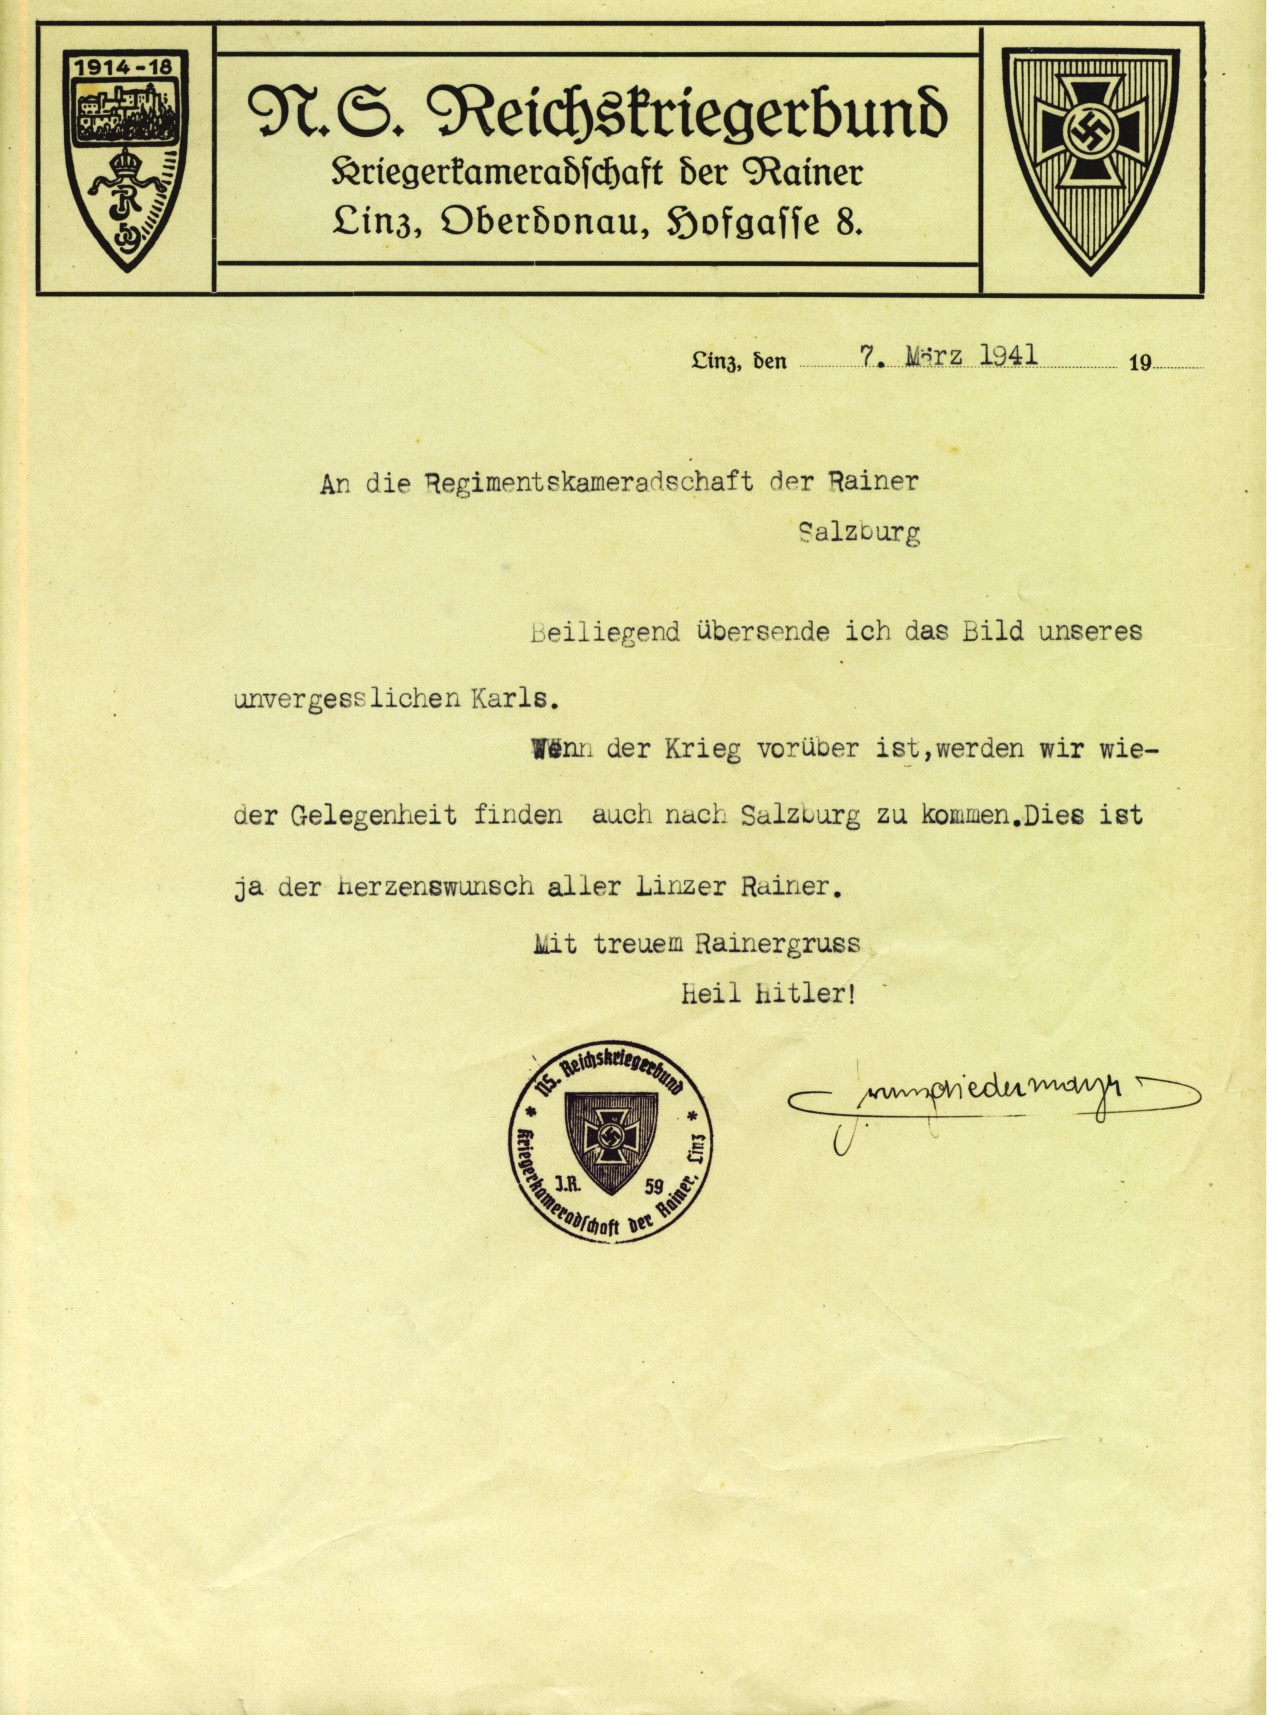 1914-18
R
59
N.S. Reichskriegerbund
Kriegerkameradschaft der Rainer
Linz, Oberdonau, Hofgasse 8.
Linz, den 7. März 1941 19
An die Regimentskameradschaft der Rainer
Salzburg
Beiliegend übersende ich das Bild unseres
unvergesslichen Karls.
Wenn der Krieg vorüber ist,werden wir wie-
der Gelegenheit finden auch nach Salzburg zu kommen.Dies ist
ja der Herzenswunsch aller Linzer Rainer.
Mit treuem Rainergruss
Heil Hitler!
NS. Reichskriegerbund
J.R. 59
Kriegerkameradschaft der Rainer, Linz